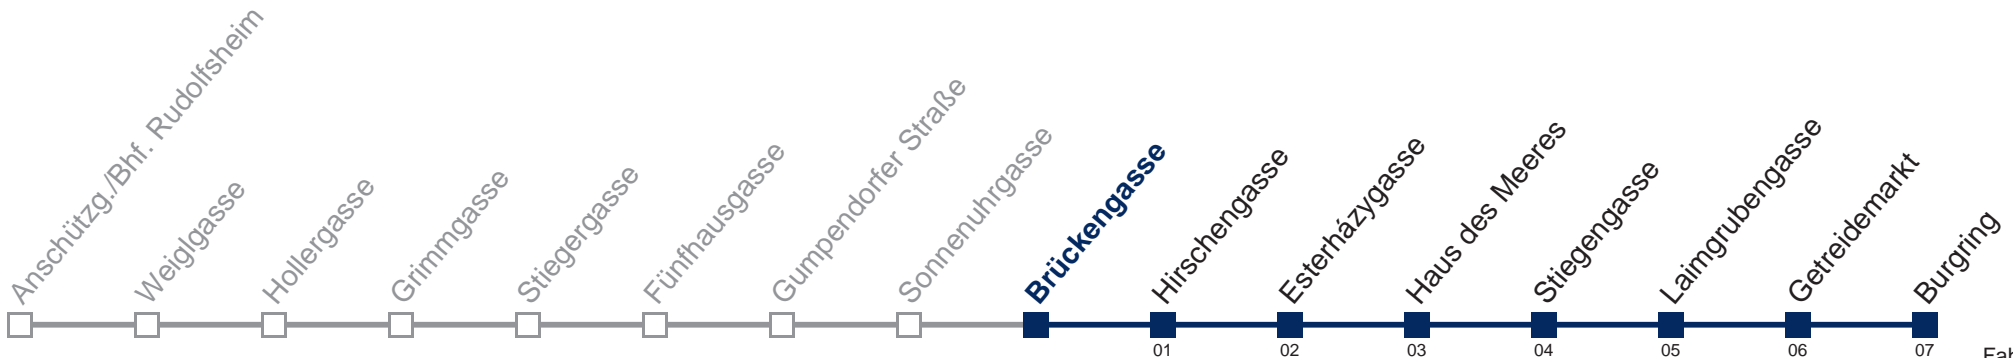 Anschützg./Bhf. Rudolfsheim
Weiglgasse
Hollergasse
Grimmgasse
Stiegergasse
Fünfhausgasse
Gumpendorfer Straße
Sonnenuhrgasse
Brückengasse
Hirschengasse
Esterházygasse
Haus des Meeres
Stiegengasse
Laimgrubengasse
Getreidemarkt
Burgring
01 02 03 04 05 06 07